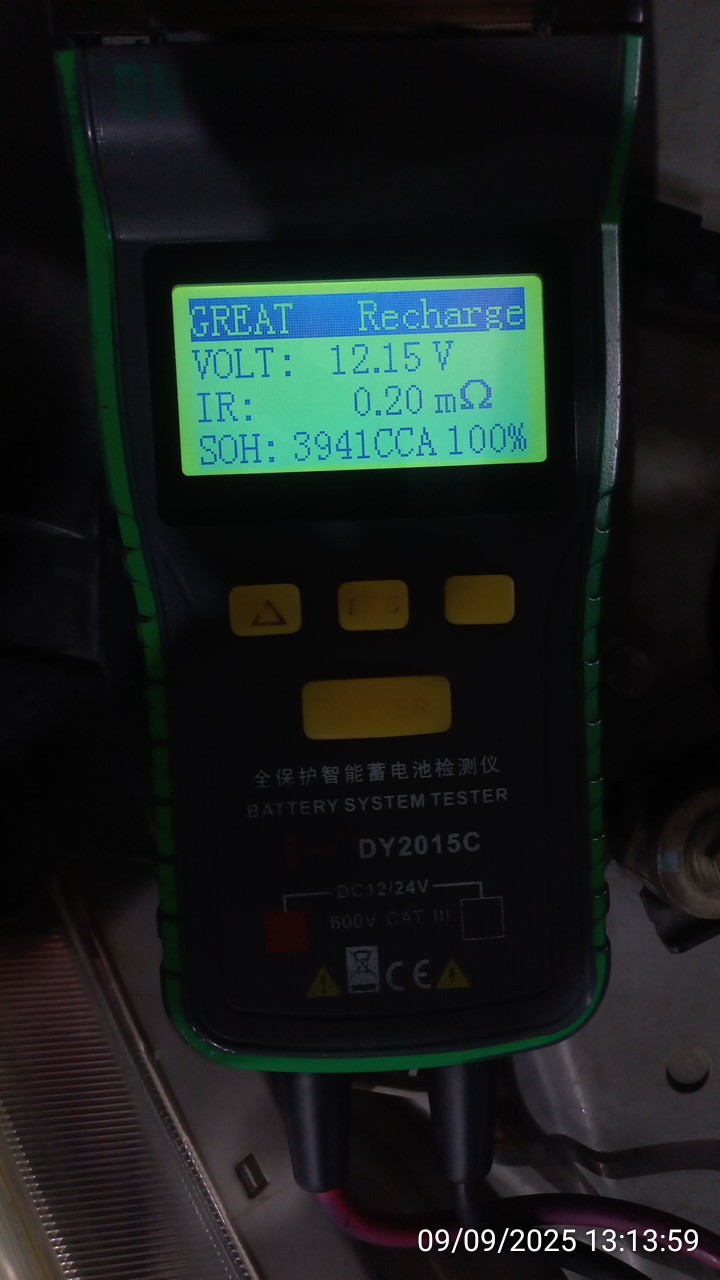 GREAT Recharge
VOLT: 12.15 V
IR: 0.20 mΩ
SOH: 3941CCA 100%
全保护智能蓄电池检测仪
BATTERY SYSTEM TESTER
DY2015C
DC12/24V
600V CAT III
CE
09/09/2025 13:13:59